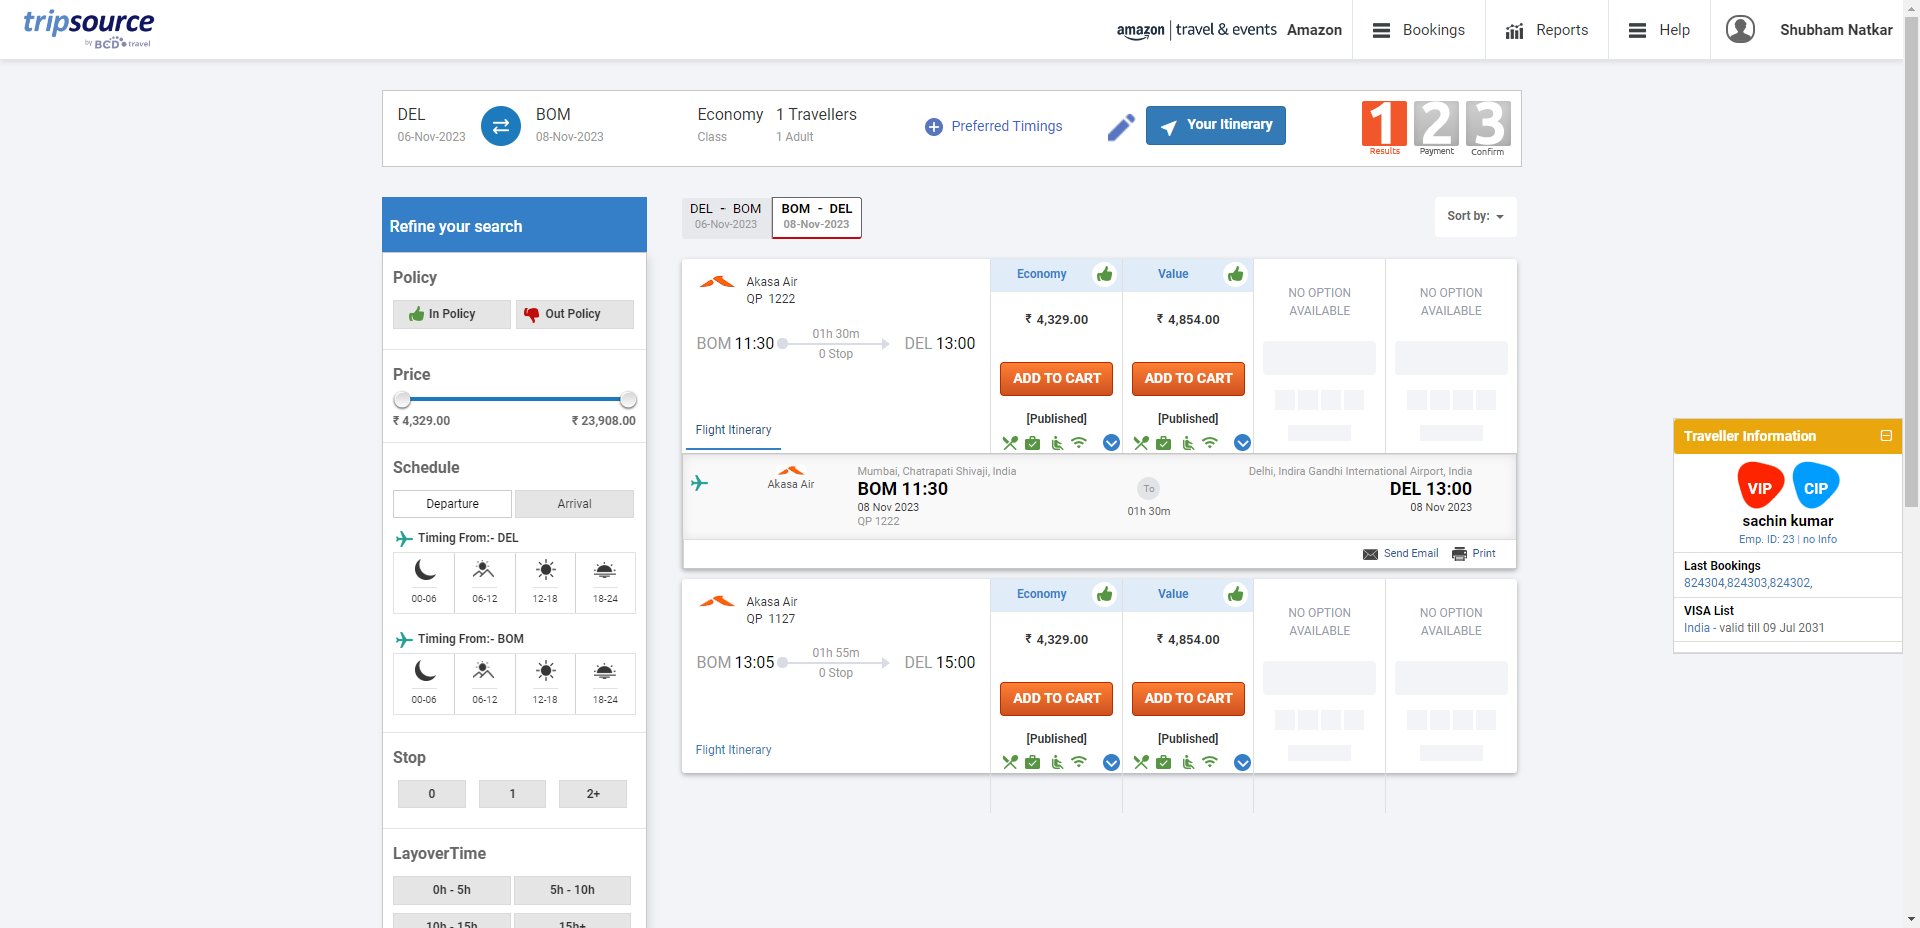 tripsource
by BCD travel
amazon | travel & events Amazon
Bookings
Reports
Help
Shubham Natkar
DEL
06-Nov-2023
BOM
08-Nov-2023
Economy
Class
1 Travellers
1 Adult
Preferred Timings
Your Itinerary
1
Results
2
Payment
3
Confirm
Refine your search
Policy
In Policy
Out Policy
Price
₹ 4,329.00
₹ 23,908.00
Schedule
Departure
Arrival
Timing From:- DEL
00-06
06-12
12-18
18-24
Timing From:- BOM
00-06
06-12
12-18
18-24
Stop
0
1
2+
LayoverTime
0h - 5h
5h - 10h
10h - 15h
15h+
DEL - BOM
06-Nov-2023
BOM - DEL
08-Nov-2023
Sort by:
Akasa Air
QP 1222
BOM 11:30
01h 30m
0 Stop
DEL 13:00
Flight Itinerary
Economy
₹ 4,329.00
ADD TO CART
[Published]
Value
₹ 4,854.00
ADD TO CART
[Published]
NO OPTION
AVAILABLE
NO OPTION
AVAILABLE
Akasa Air
Mumbai, Chatrapati Shivaji, India
BOM 11:30
08 Nov 2023
QP 1222
To
01h 30m
Delhi, Indira Gandhi International Airport, India
DEL 13:00
08 Nov 2023
Send Email
Print
Akasa Air
QP 1127
BOM 13:05
01h 55m
0 Stop
DEL 15:00
Flight Itinerary
Economy
₹ 4,329.00
ADD TO CART
[Published]
Value
₹ 4,854.00
ADD TO CART
[Published]
NO OPTION
AVAILABLE
NO OPTION
AVAILABLE
Traveller Information
VIP
CIP
sachin kumar
Emp. ID: 23 | no Info
Last Bookings
824304,824303,824302,
VISA List
India - valid till 09 Jul 2031